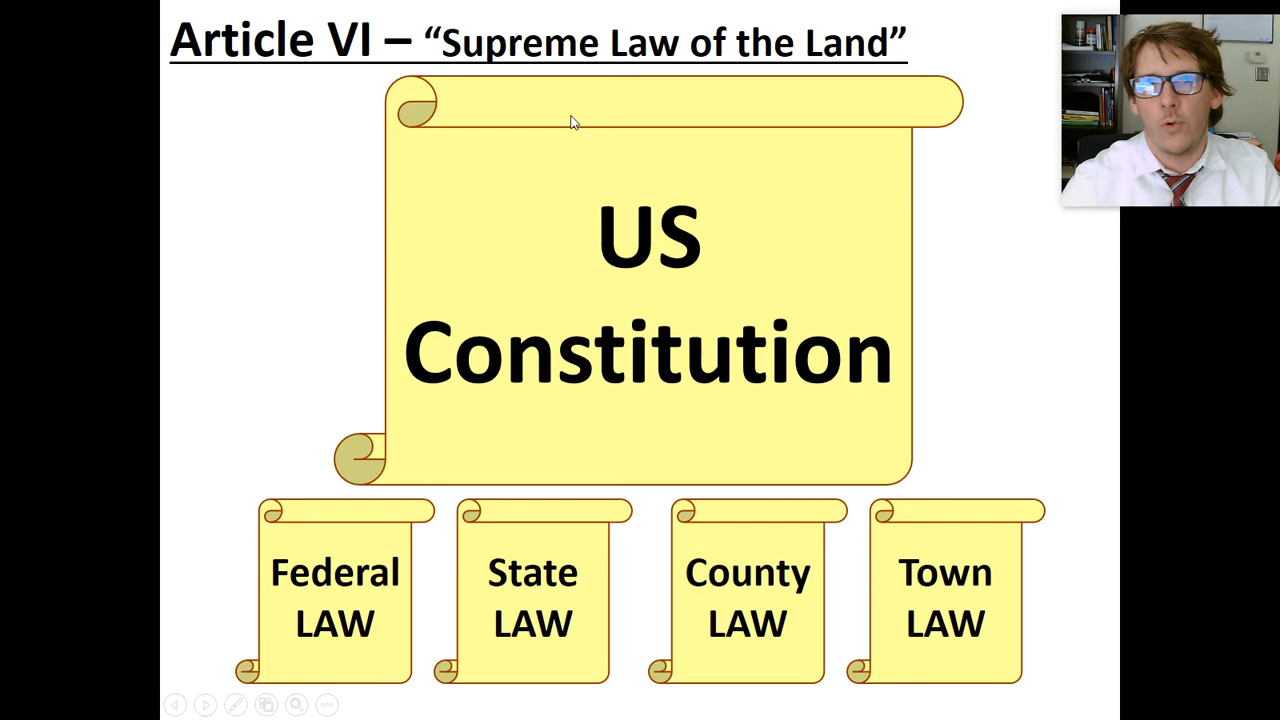 Article VI – “Supreme Law of the Land”
US
Constitution
Federal
LAW
State
LAW
County
LAW
Town
LAW